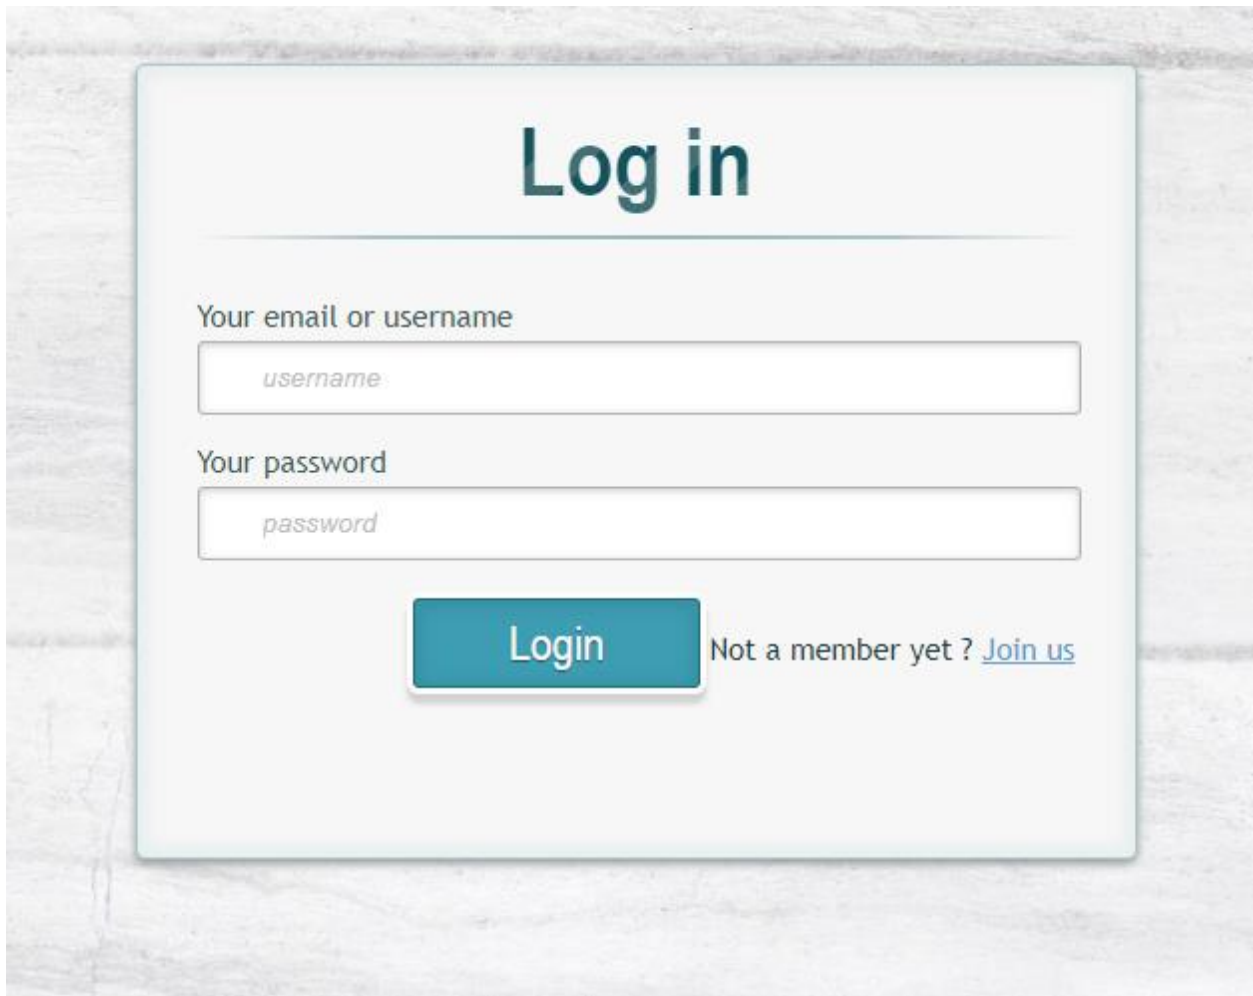 Log in
Your email or username
username
Your password
password
Login Not a member yet ? Join us